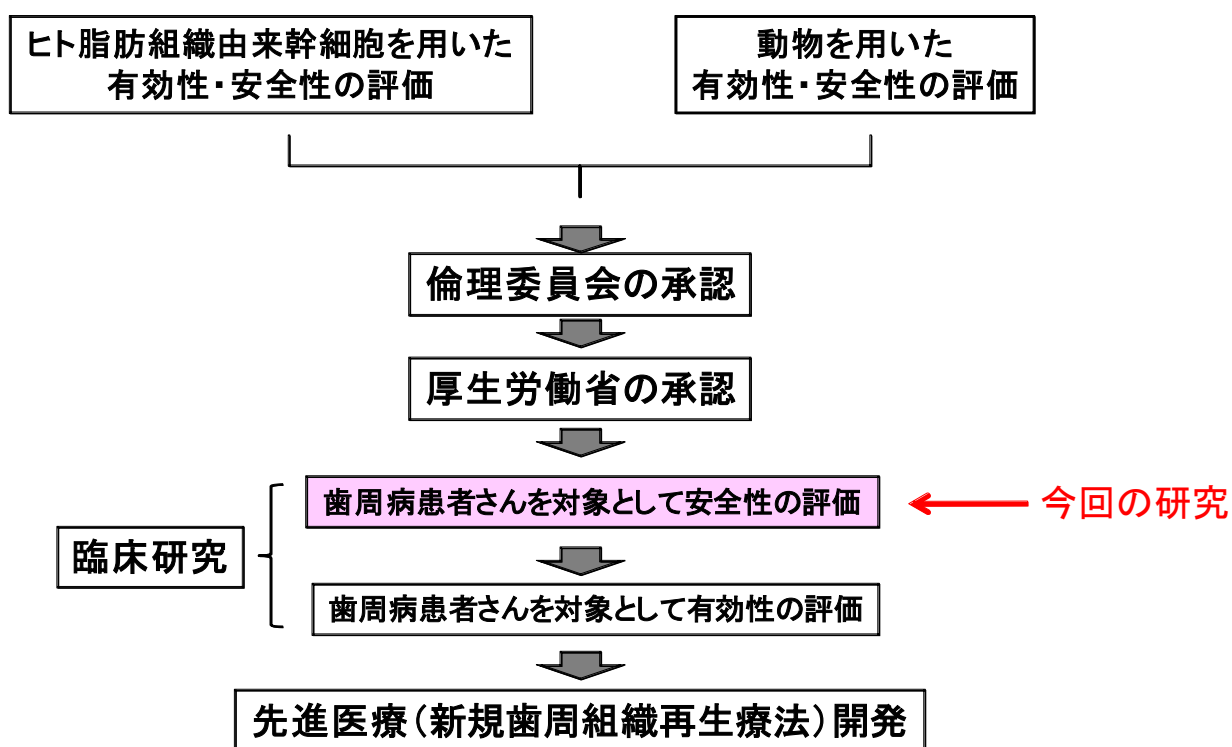 ヒト脂肪組織由来幹細胞を用いた
有効性・安全性の評価
動物を用いた
有効性・安全性の評価
倫理委員会の承認
厚生労働省の承認
歯周病患者さんを対象として安全性の評価
今回の研究
臨床研究
歯周病患者さんを対象として有効性の評価
先進医療(新規歯周組織再生療法)開発